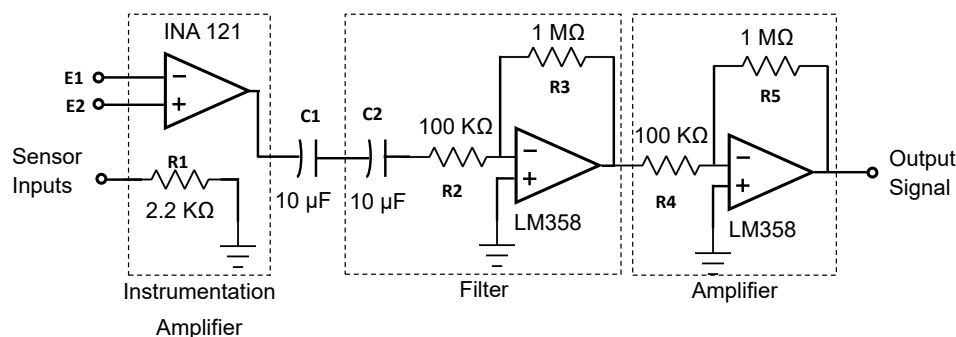 INA 121
E1
E2
Sensor
Inputs
R1
2.2 KΩ
C1
10 µF
C2
10 µF
100 KΩ
R2
1 MΩ
R3
LM358
100 KΩ
R4
1 MΩ
R5
LM358
Output
Signal
Instrumentation
Amplifier
Filter
Amplifier